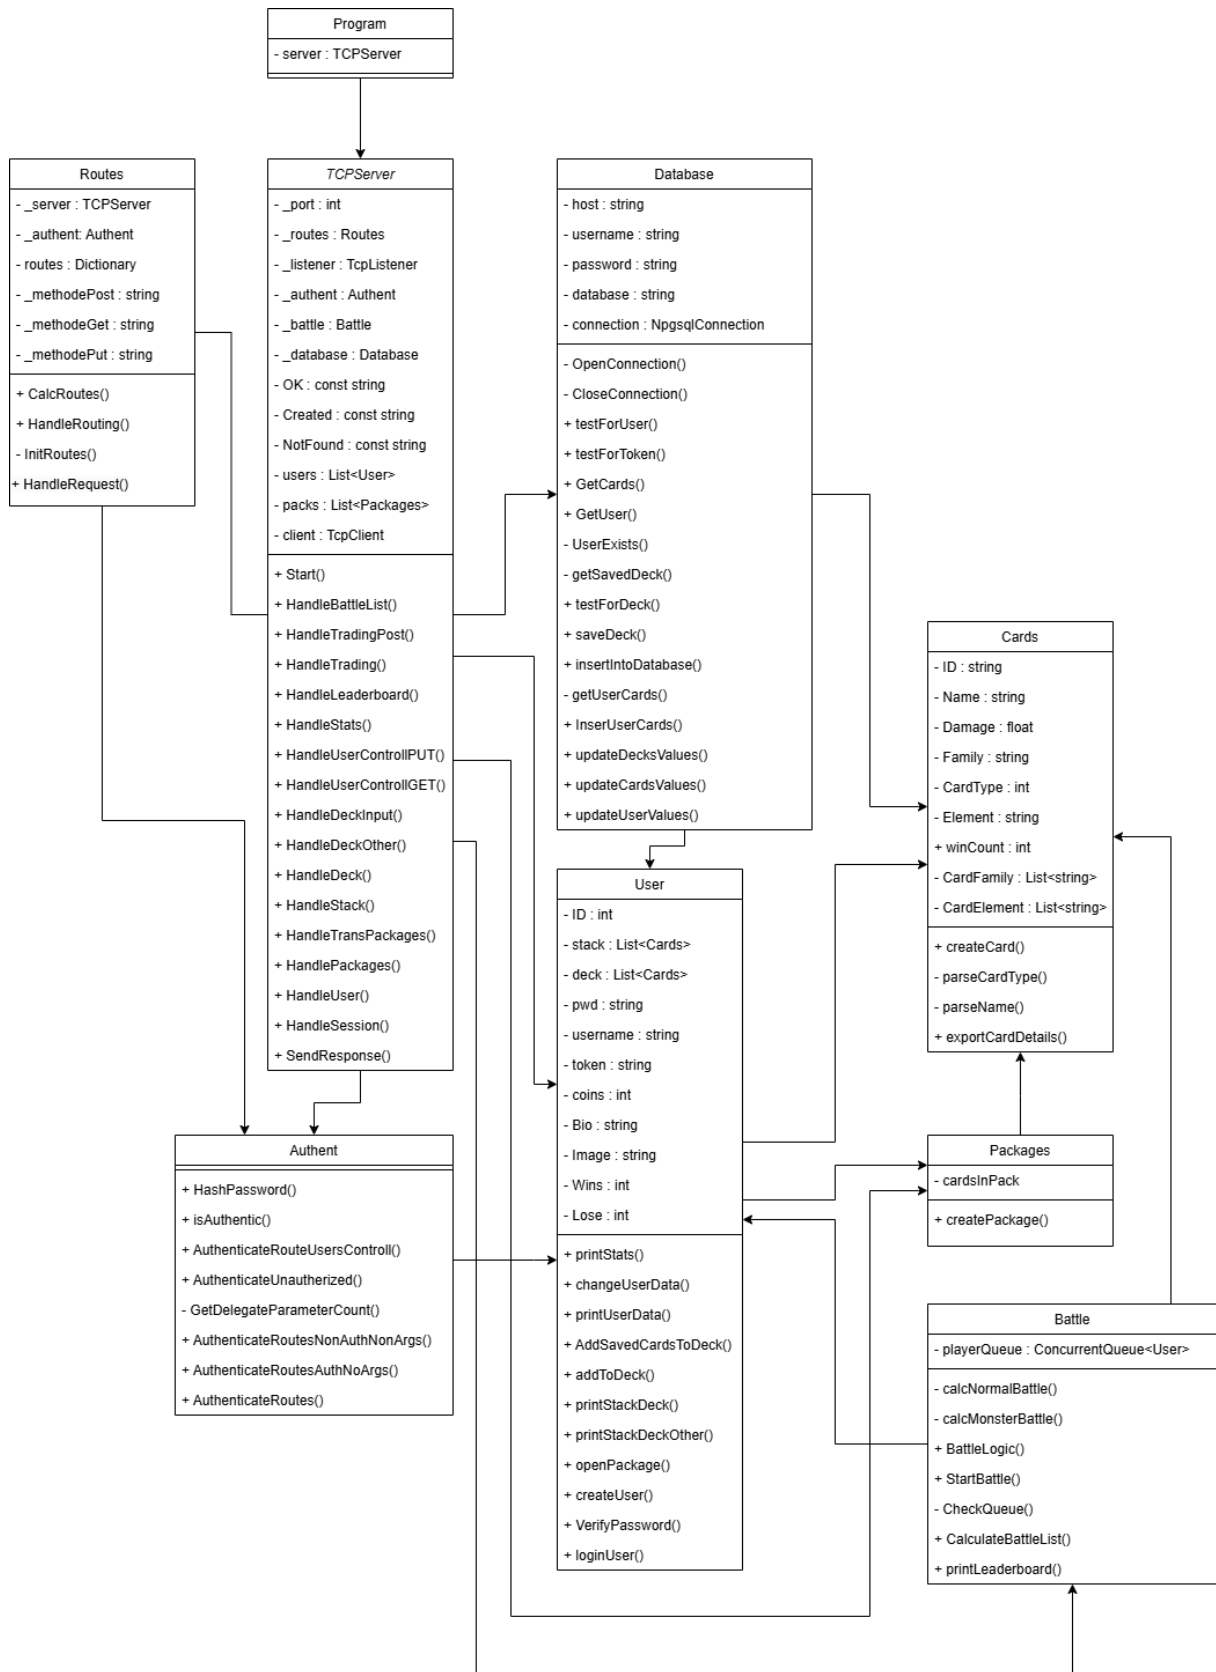 Program
- server : TCPServer
Routes
- _server : TCPServer
- _authent: Authent
- routes : Dictionary
- _methodePost : string
- _methodeGet : string
- _methodePut : string
+ CalcRoutes()
+ HandleRouting()
- InitRoutes()
+ HandleRequest()
TCPServer
- _port : int
- _routes : Routes
- _listener : TcpListener
- _authent : Authent
- _battle : Battle
- _database : Database
- OK : const string
- Created : const string
- NotFound : const string
- users : List<User>
- packs : List<Packages>
- client : TcpClient
+ Start()
+ HandleBattleList()
+ HandleTradingPost()
+ HandleTrading()
+ HandleLeaderboard()
+ HandleStats()
+ HandleUserControllPUT()
+ HandleUserControllGET()
+ HandleDeckInput()
+ HandleDeckOther()
+ HandleDeck()
+ HandleStack()
+ HandleTransPackages()
+ HandlePackages()
+ HandleUser()
+ HandleSession()
+ SendResponse()
Database
- host : string
- username : string
- password : string
- database : string
- connection : NpgsqlConnection
- OpenConnection()
- CloseConnection()
+ testForUser()
+ testForToken()
+ GetCards()
+ GetUser()
- UserExists()
- getSavedDeck()
+ testForDeck()
+ saveDeck()
+ insertIntoDatabase()
- getUserCards()
+ InserUserCards()
+ updateDecksValues()
+ updateCardsValues()
+ updateUserValues()
Cards
- ID : string
- Name : string
- Damage : float
- Family : string
- CardType : int
- Element : string
+ winCount : int
- CardFamily : List<string>
- CardElement : List<string>
+ createCard()
- parseCardType()
- parseName()
+ exportCardDetails()
User
- ID : int
- stack : List<Cards>
- deck : List<Cards>
- pwd : string
- username : string
- token : string
- coins : int
- Bio : string
- Image : string
- Wins : int
- Lose : int
+ printStats()
+ changeUserData()
+ printUserData()
+ AddSavedCardsToDeck()
+ addToDeck()
+ printStackDeck()
+ printStackDeckOther()
+ openPackage()
+ createUser()
+ VerifyPassword()
+ loginUser()
Authent
+ HashPassword()
+ isAuthentic()
+ AuthenticateRouteUsersControll()
+ AuthenticateUnautherized()
- GetDelegateParameterCount()
+ AuthenticateRoutesNonAuthNonArgs()
+ AuthenticateRoutesAuthNoArgs()
+ AuthenticateRoutes()
Packages
- cardsInPack
+ createPackage()
Battle
- playerQueue : ConcurrentQueue<User>
- calcNormalBattle()
- calcMonsterBattle()
+ BattleLogic()
+ StartBattle()
- CheckQueue()
+ CalculateBattleList()
+ printLeaderboard()